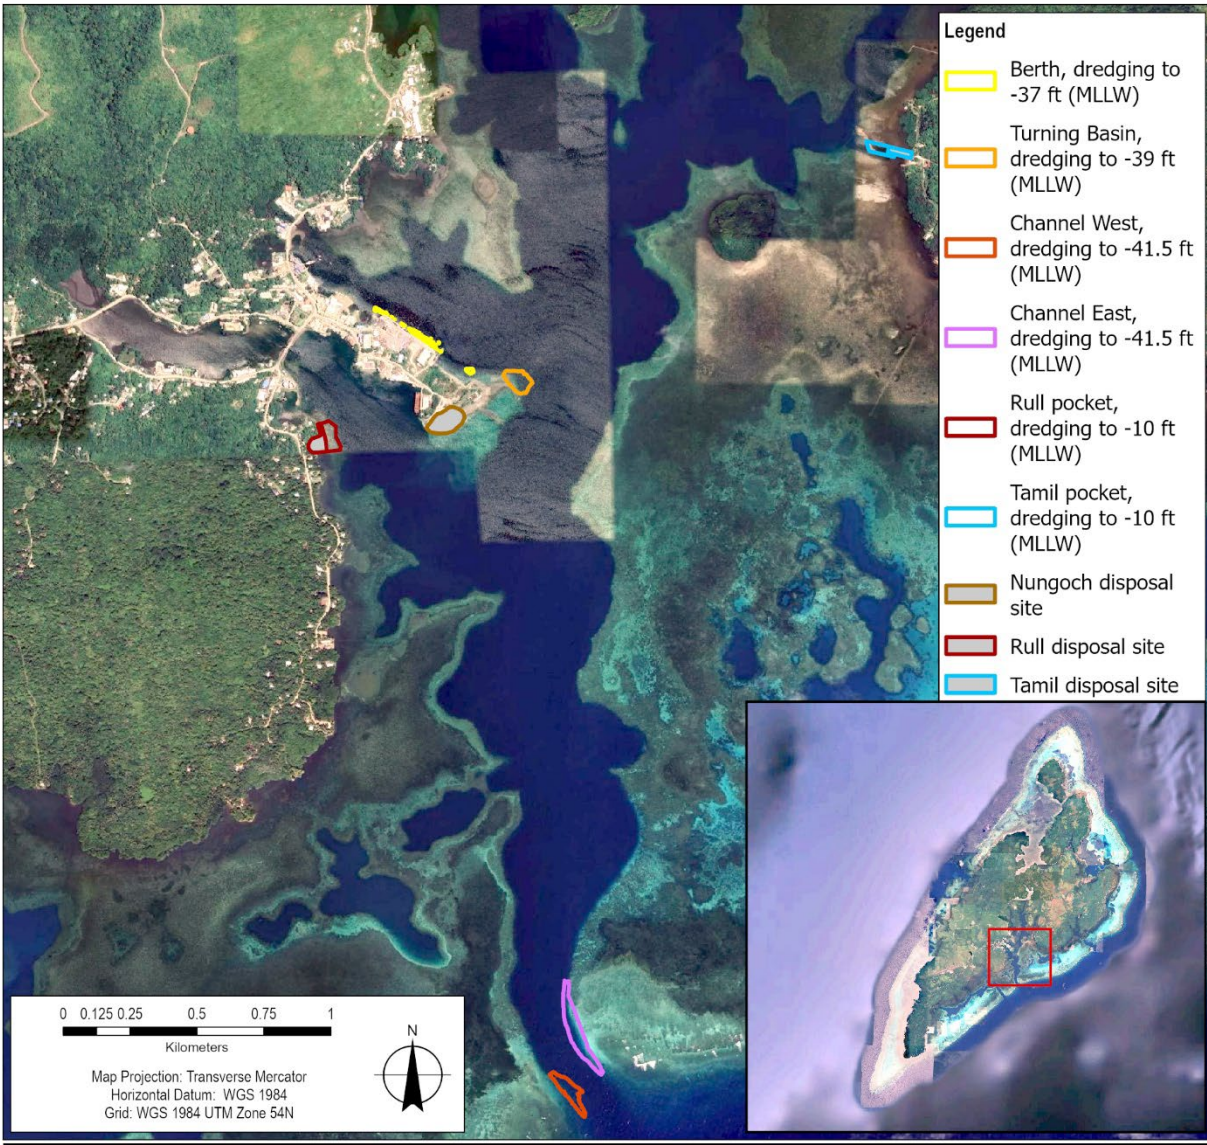 Legend
Berth, dredging to
-37 ft (MLLW)
Turning Basin,
dredging to -39 ft
(MLLW)
Channel West,
dredging to -41.5 ft
(MLLW)
Channel East,
dredging to -41.5 ft
(MLLW)
Rull pocket,
dredging to -10 ft
(MLLW)
Tamil pocket,
dredging to -10 ft
(MLLW)
Nungoch disposal
site
Rull disposal site
Tamil disposal site
0 0.125 0.25 0.5 0.75 1
Kilometers
N
Map Projection: Transverse Mercator
Horizontal Datum: WGS 1984
Grid: WGS 1984 UTM Zone 54N